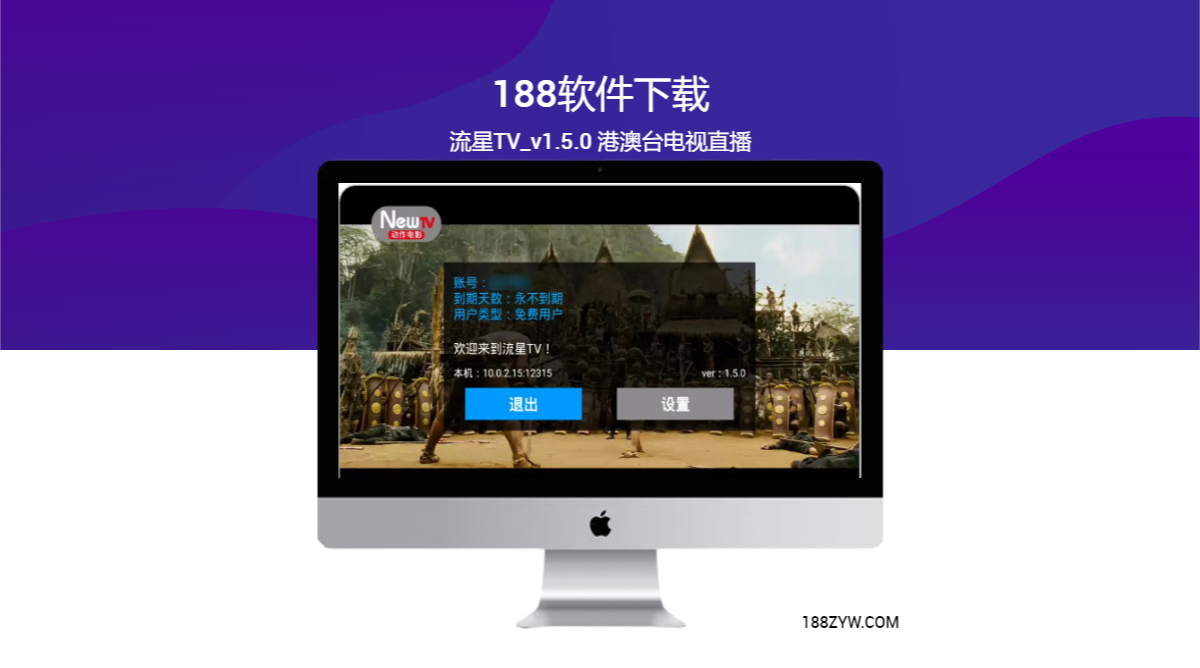 188软件下载
流星TV_v1.5.0 港澳台电视直播
NewTV
动作电影
账号：
到期天数：永不到期
用户类型：免费用户
欢迎来到流星TV！
本机：10.0.2.15:12315
ver：1.5.0
退出
设置
188ZYW.COM